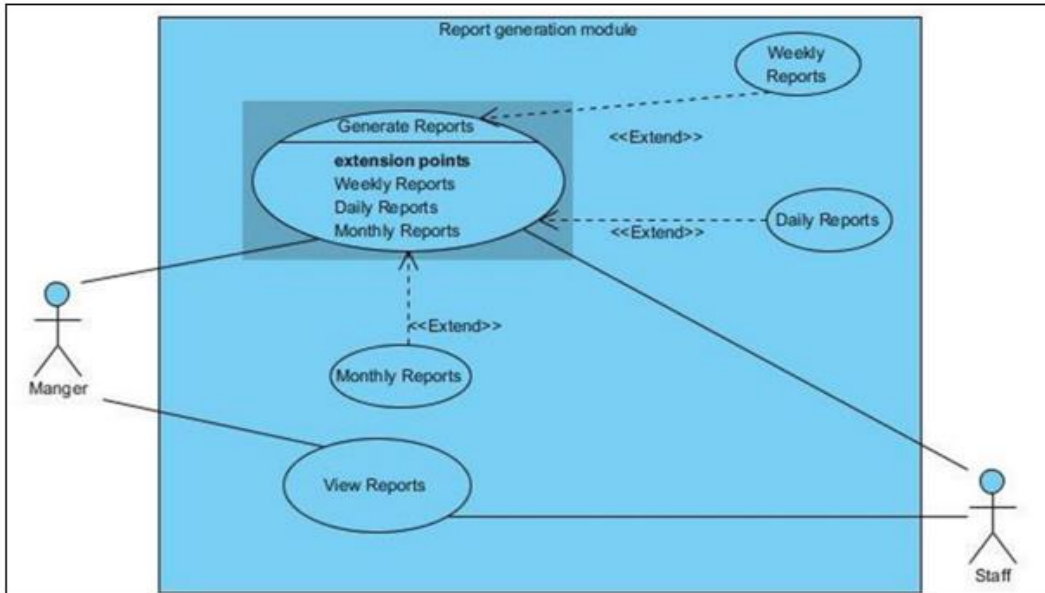 Report generation module
Weekly
Reports
Generate Reports
<<Extend>>
extension points
Weekly Reports
Daily Reports
Monthly Reports
Daily Reports
<<Extend>>
<<Extend>>
Monthly Reports
Manger
View Reports
Staff